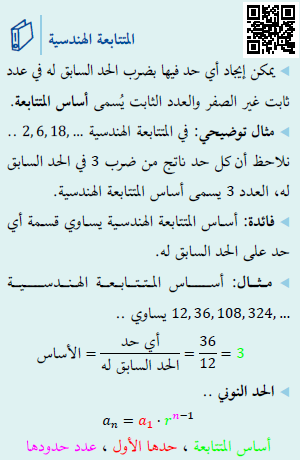 المتتابعة الهندسية
يمكن إيجاد أي حد فيها بضرب الحد السابق له في عدد
ثابت غير الصفر والعدد الثابت يُسمى أساس المتتابعة.
مثال توضيحي: في المتتابعة الهندسية ... ,2, 6, 18 ..
نلاحظ أن كل حد ناتج من ضرب 3 في الحد السابق
له، العدد 3 يسمى أساس المتتابعة الهندسية.
فائدة: أساس المتتابعة الهندسية يساوي قسمة أي
حد على الحد السابق له.
مثال: أساس المتتابعة الهندسية
... ,12, 36, 108, 324 يساوي ..
الأساس = أي حد / الحد السابق له = 36/12 = 3
الحد النوني ..
aₙ = a₁ · rⁿ⁻¹
أساس المتتابعة ، حدها الأول ، عدد حدودها